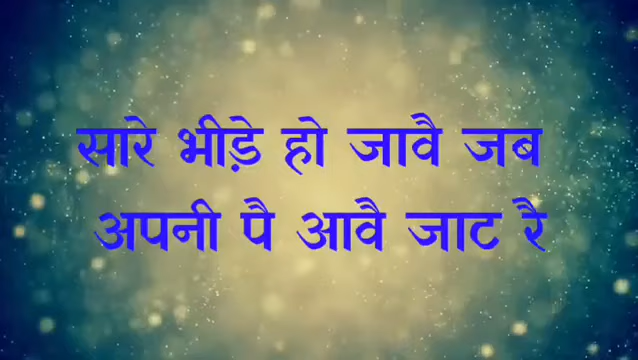 सारे भीड़े हो जावै जब
अपनी पै आवै जाट रै